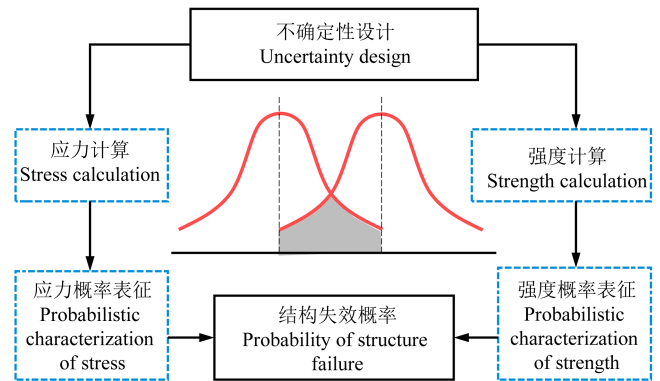 不确定性设计
Uncertainty design
应力计算
Stress calculation
强度计算
Strength calculation
应力概率表征
Probabilistic
characterization
of stress
结构失效概率
Probability of structure
failure
强度概率表征
Probabilistic
characterization
of strength